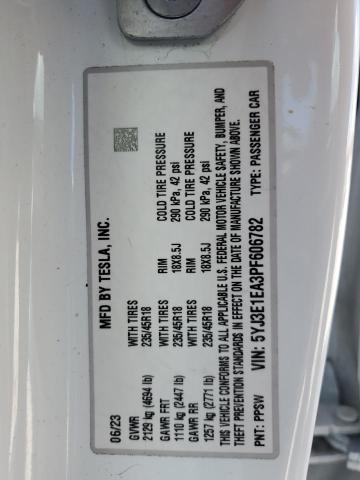 MFD BY TESLA, INC.
06/23
GVWR WITH TIRES RIM COLD TIRE PRESSURE
2129 kg (4694 lb) 235/45R18 18X8.5J 290 kPa, 42 psi
GAWR FRT WITH TIRES RIM COLD TIRE PRESSURE
1110 kg (2447 lb) 235/45R18 18X8.5J 290 kPa, 42 psi
GAWR RR
1257 kg (2771 lb) 235/45R18
THIS VEHICLE CONFORMS TO ALL APPLICABLE U.S. FEDERAL MOTOR VEHICLE SAFETY, BUMPER, AND
THEFT PREVENTION STANDARDS IN EFFECT ON THE DATE OF MANUFACTURE SHOWN ABOVE.
PNT: PPSW VIN: 5YJ3E1EA3PF606782 TYPE: PASSENGER CAR